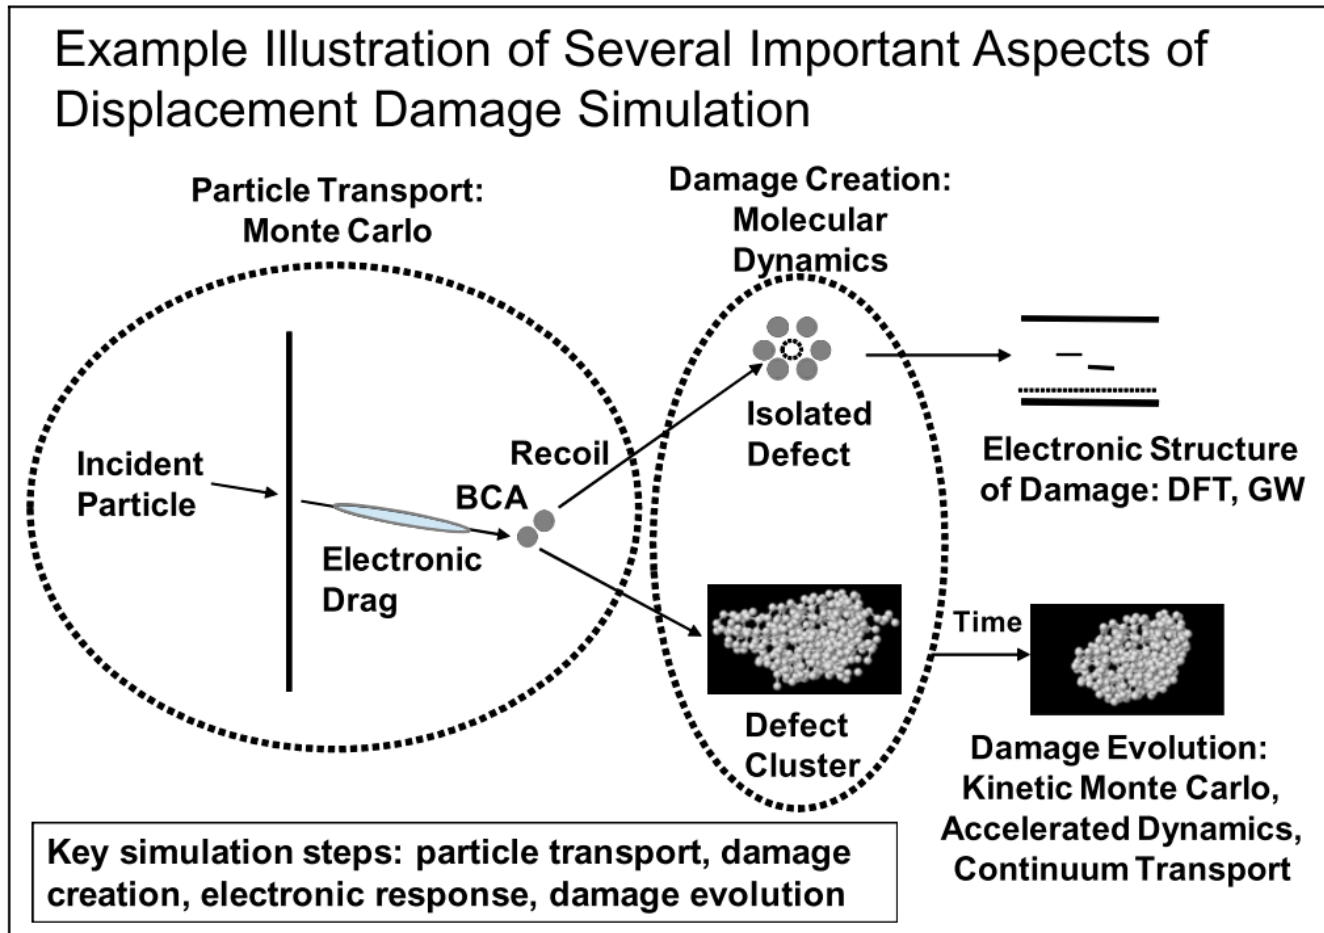 Example Illustration of Several Important Aspects of
Displacement Damage Simulation
Particle Transport:
Monte Carlo
Damage Creation:
Molecular
Dynamics
Incident
Particle
Electronic
Drag
BCA
Recoil
Isolated
Defect
Electronic Structure
of Damage: DFT, GW
Defect
Cluster
Time
Damage Evolution:
Kinetic Monte Carlo,
Accelerated Dynamics,
Continuum Transport
Key simulation steps: particle transport, damage
creation, electronic response, damage evolution